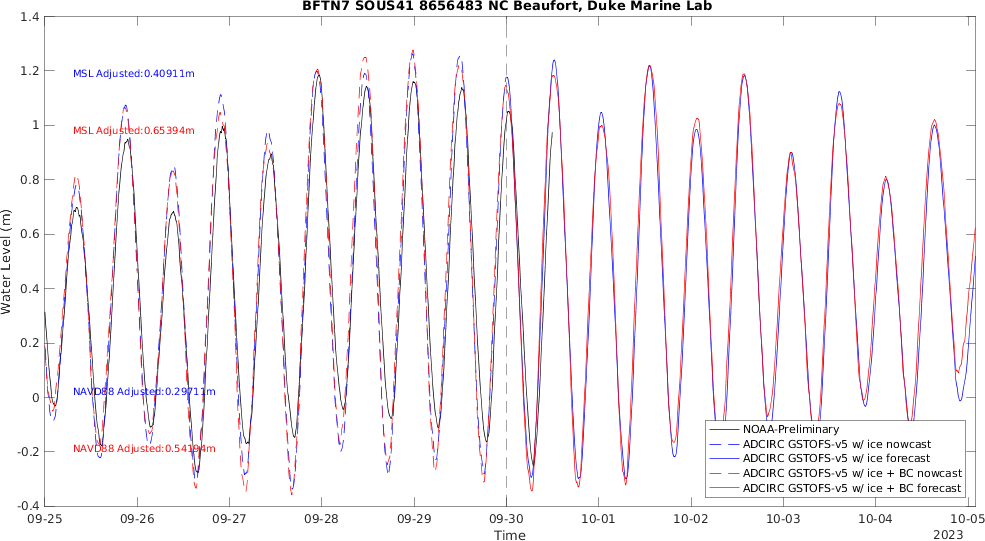 BFTN7 SOUS41 8656483 NC Beaufort, Duke Marine Lab
1.4
1.2
1
0.8
0.6
0.4
0.2
0
-0.2
-0.4
Water Level (m)
MSL Adjusted:0.40911m
MSL Adjusted:0.65394m
NAVD88 Adjusted:0.29711m
NAVD88 Adjusted:0.54194m
NOAA-Preliminary
ADCIRC GSTOFS-v5 w/ ice nowcast
ADCIRC GSTOFS-v5 w/ ice forecast
ADCIRC GSTOFS-v5 w/ ice + BC nowcast
ADCIRC GSTOFS-v5 w/ ice + BC forecast
09-25 09-26 09-27 09-28 09-29 09-30 10-01 10-02 10-03 10-04 10-05
Time
2023